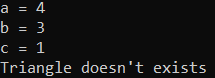 a = 4
b = 3
c = 1
Triangle doesn't exists